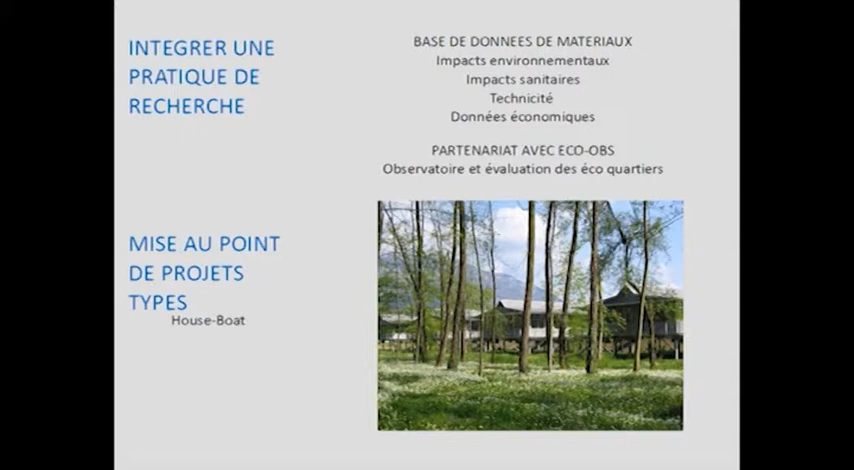 INTEGRER UNE
PRATIQUE DE
RECHERCHE
BASE DE DONNEES DE MATERIAUX
Impacts environnementaux
Impacts sanitaires
Technicité
Données économiques
PARTENARIAT AVEC ECO-OBS
Observatoire et évaluation des éco quartiers
MISE AU POINT
DE PROJETS
TYPES
House-Boat